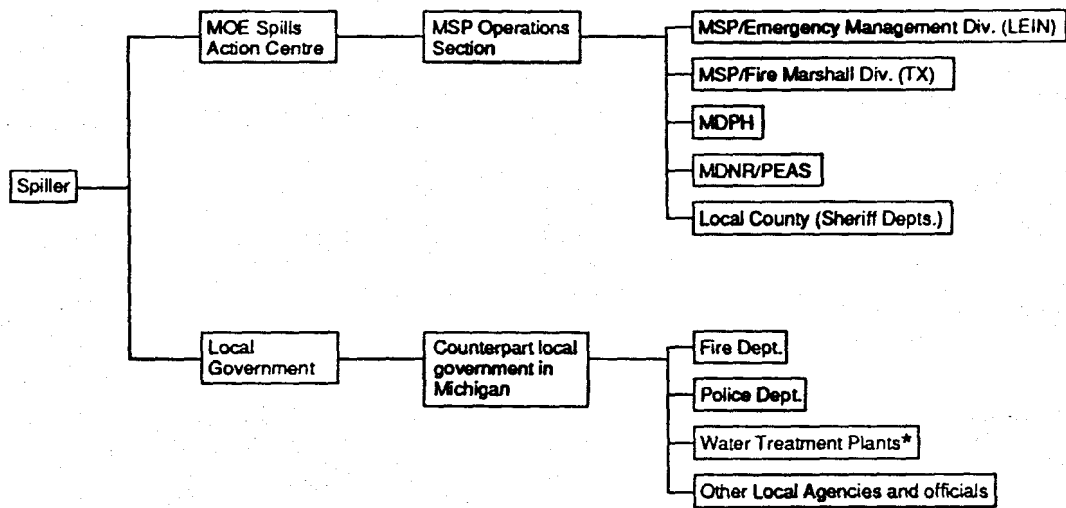 MOE Spills
Action Centre
MSP Operations
Section
MSP/Emergency Management Div. (LEIN)
MSP/Fire Marshall Div. (TX)
MDPH
MDNR/PEAS
Local County (Sheriff Depts.)
Spiller
Local
Government
Counterpart local
government in
Michigan
Fire Dept.
Police Dept.
Water Treatment Plants*
Other Local Agencies and officials